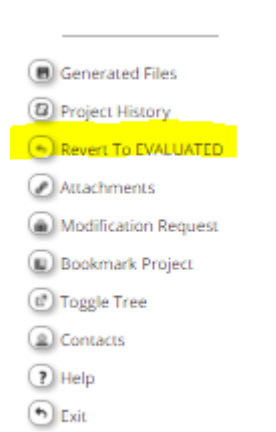 Generated Files
Project History
Revert To EVALUATED
Attachments
Modification Request
Bookmark Project
Toggle Tree
Contacts
? Help
Exit